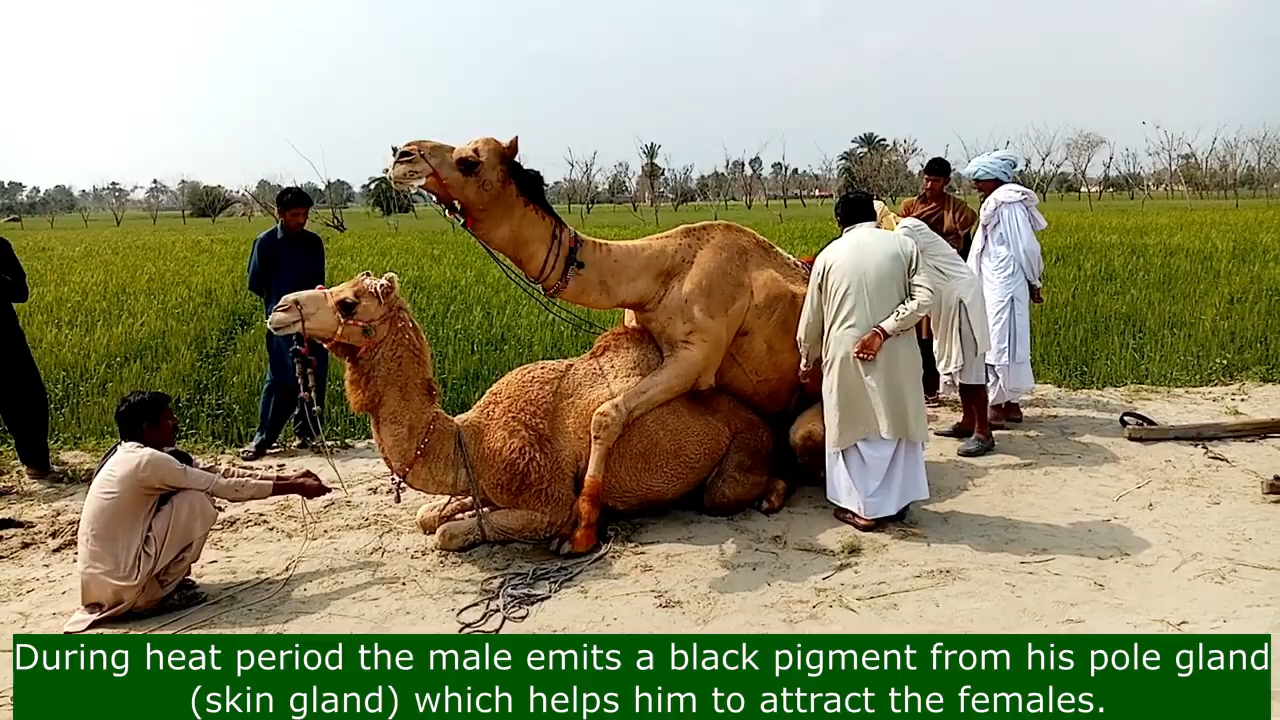 During heat period the male emits a black pigment from his pole gland
(skin gland) which helps him to attract the females.